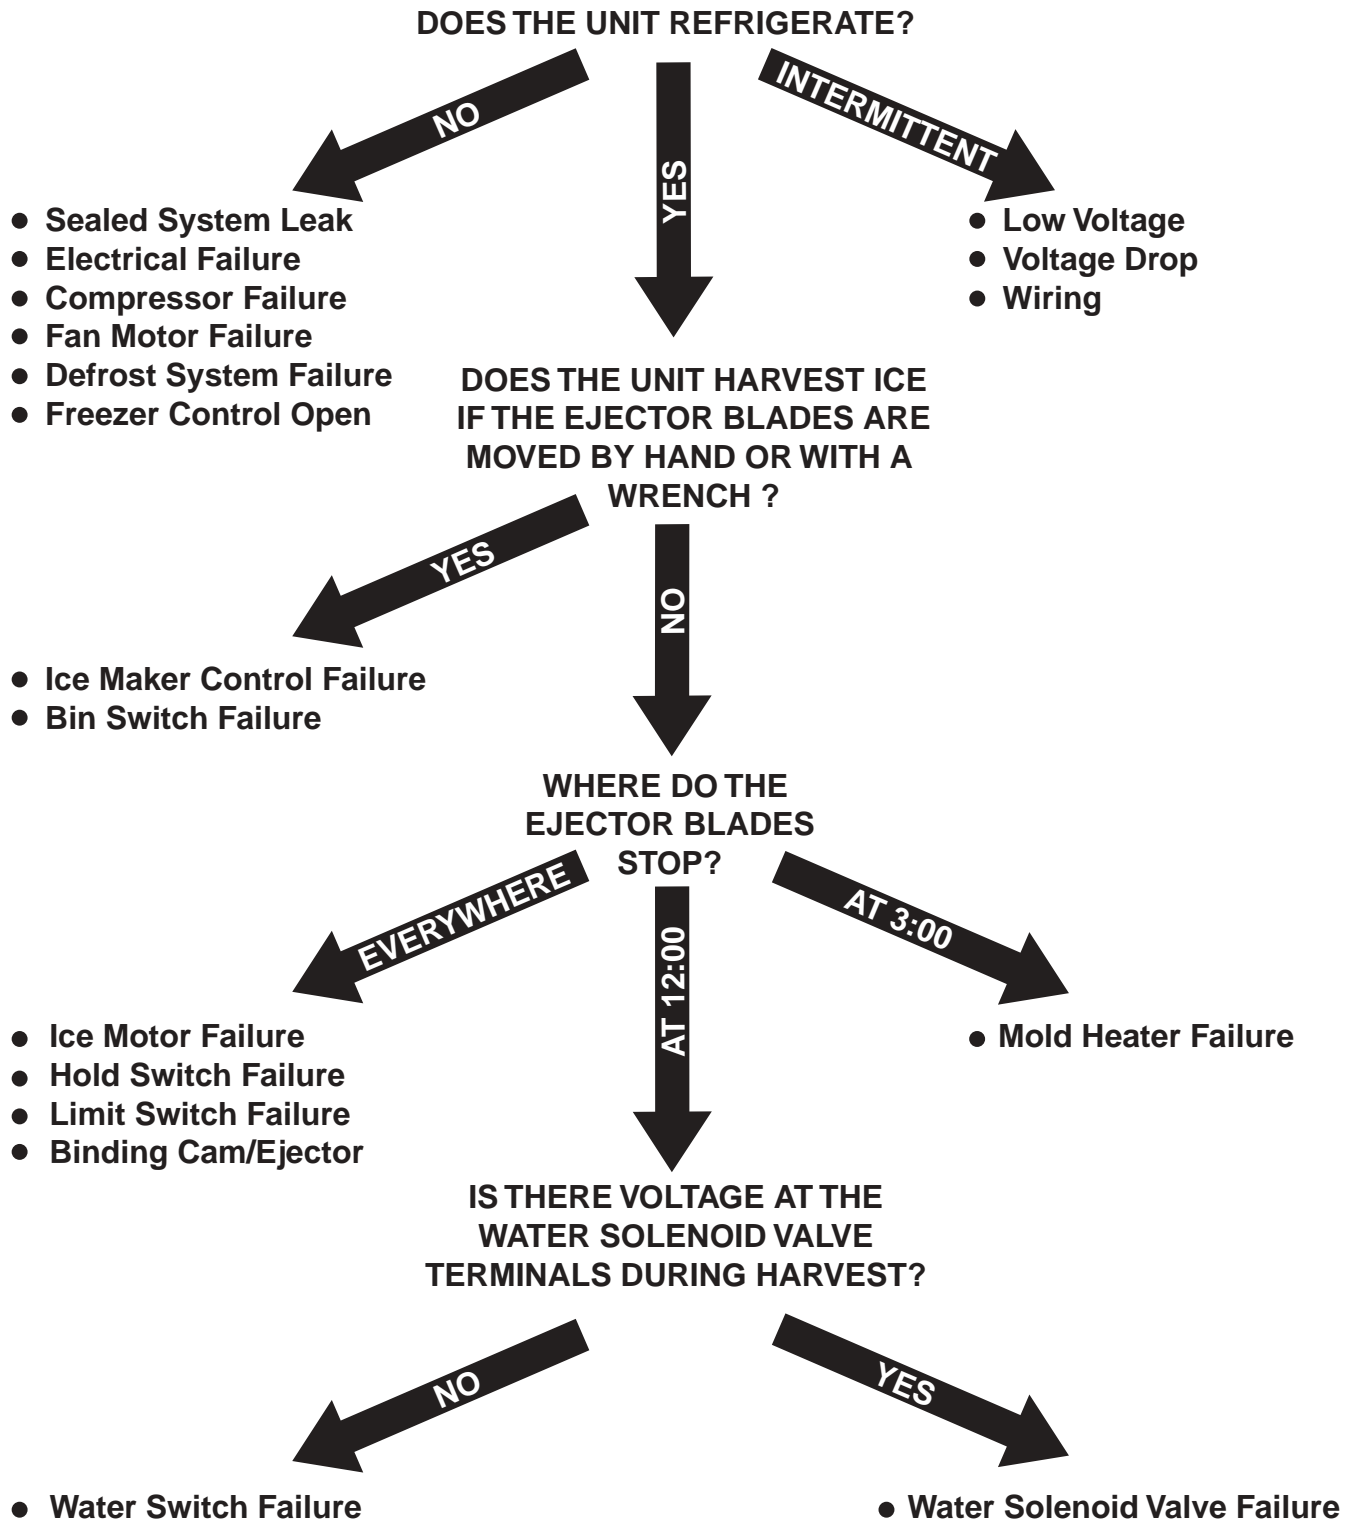 DOES THE UNIT REFRIGERATE?
NO
YES
INTERMITTENT
● Sealed System Leak
● Electrical Failure
● Compressor Failure
● Fan Motor Failure
● Defrost System Failure
● Freezer Control Open
● Low Voltage
● Voltage Drop
● Wiring
DOES THE UNIT HARVEST ICE
IF THE EJECTOR BLADES ARE
MOVED BY HAND OR WITH A
WRENCH ?
YES
NO
● Ice Maker Control Failure
● Bin Switch Failure
WHERE DO THE
EJECTOR BLADES
STOP?
EVERYWHERE
AT 12:00
AT 3:00
● Ice Motor Failure
● Hold Switch Failure
● Limit Switch Failure
● Binding Cam/Ejector
● Mold Heater Failure
IS THERE VOLTAGE AT THE
WATER SOLENOID VALVE
TERMINALS DURING HARVEST?
NO
YES
● Water Switch Failure
● Water Solenoid Valve Failure